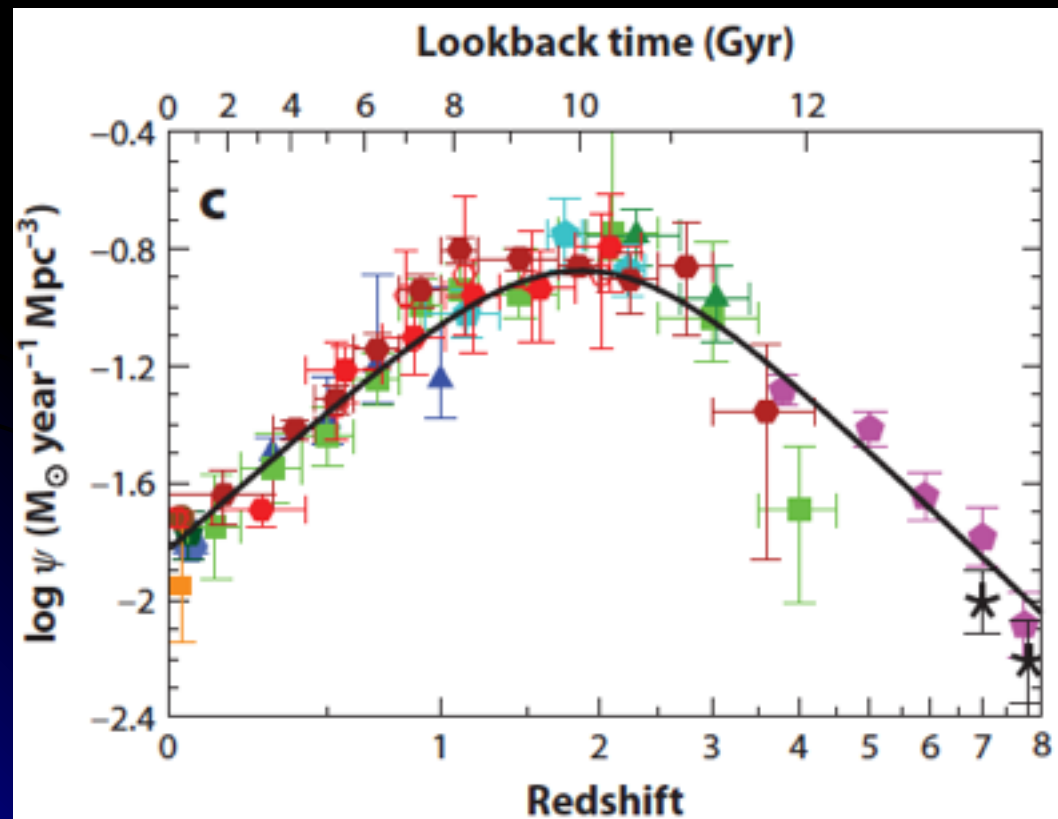 Lookback time (Gyr)
0 2 4 6 8 10 12
−0.4
c
−0.8
−1.2
−1.6
−2
−2.4
log ψ (M⊙ year⁻¹ Mpc⁻³)
0 1 2 3 4 5 6 7 8
Redshift